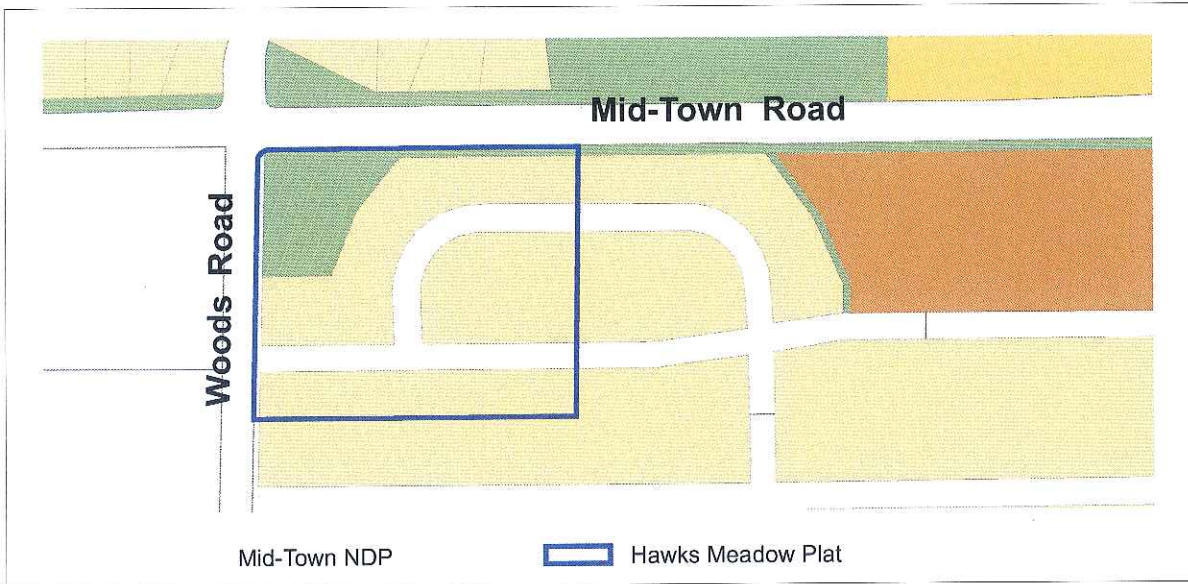 Mid-Town Road
Woods Road
Mid-Town NDP
Hawks Meadow Plat